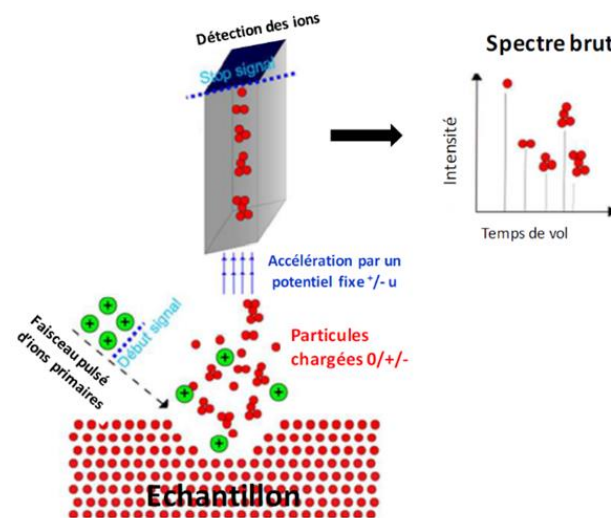 Détection des ions
Stop signal
Spectre brut
Intensité
Temps de vol
Accélération par un
potentiel fixe +/- u
Faisceau pulsé
d'ions primaires
Début signal
Particules
chargées 0/+/-
+
+
+
+
+
+
+
+
Echantillon